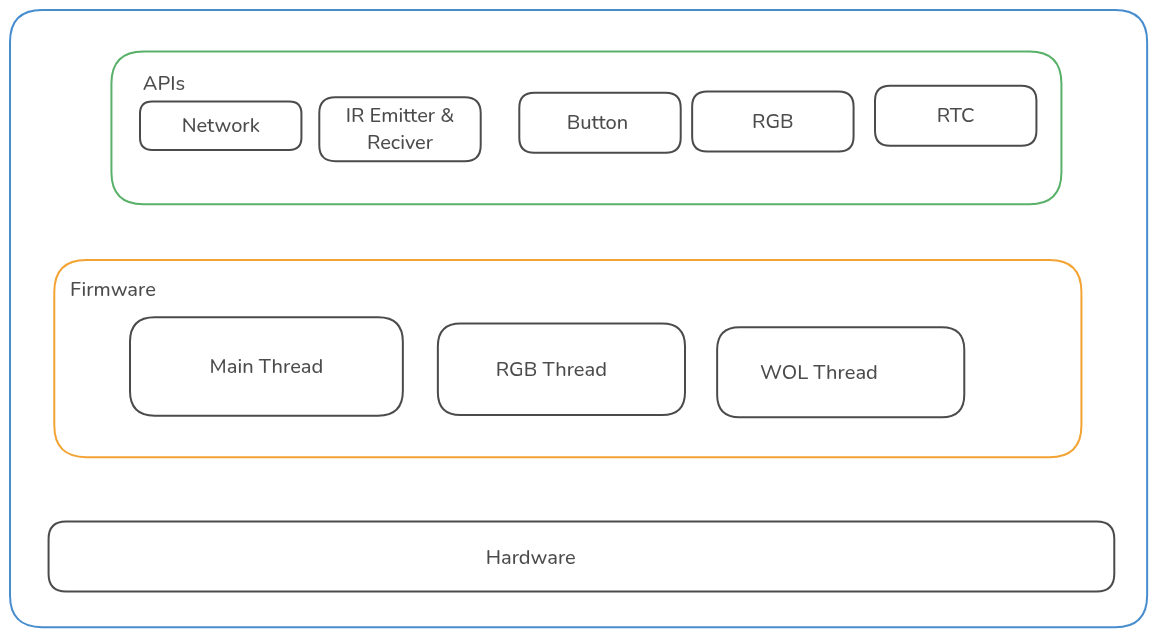 APIs
Network
IR Emitter &
Reciver
Button
RGB
RTC
Firmware
Main Thread
RGB Thread
WOL Thread
Hardware